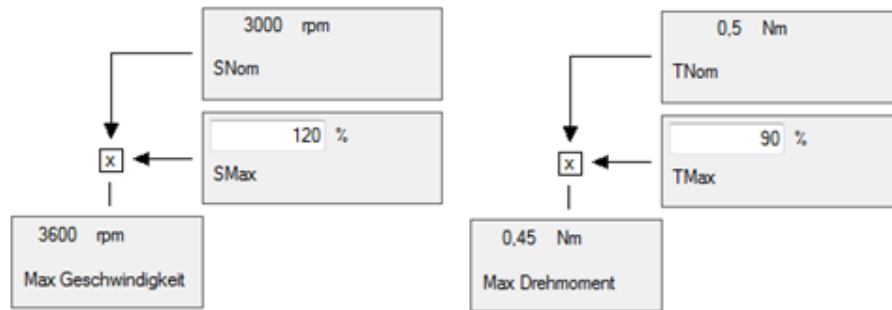 3000 rpm
SNom
120 %
SMax
x
3600 rpm
Max Geschwindigkeit
0,5 Nm
TNom
90 %
TMax
x
0,45 Nm
Max Drehmoment